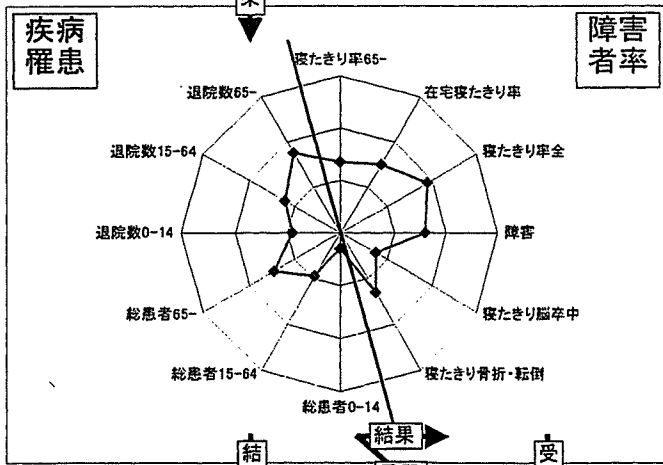 果
疾病
罹患
障害
者率
寝たきり率65-
退院数65-
在宅寝たきり率
退院数15-64
寝たきり率全
退院数0-14
障害
総患者65-
寝たきり脳卒中
総患者15-64
寝たきり骨折・転倒
総患者0-14
結果
結
受